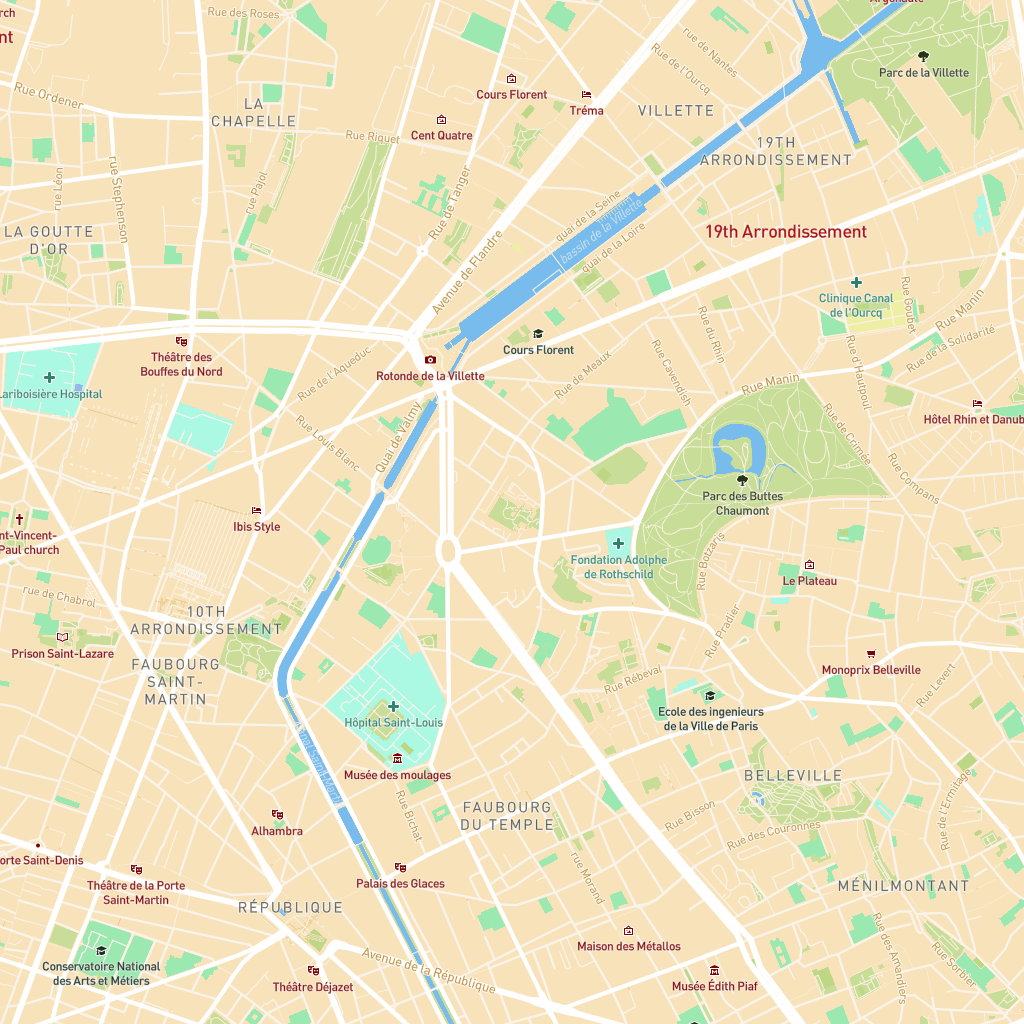 Rue des Roses
Argonaute
church
nt
Rue Ordener
LA
CHAPELLE
Rue Riquet
Cours Florent
Tréma
Cent Quatre
Rue de l'Ourcq
rue de Nantes
VILLETTE
Parc de la Villette
19TH
ARRONDISSEMENT
rue Léon
rue Stephenson
rue Pajol
Rue de Tanger
LA GOUTTE
D'OR
Avenue de Flandre
quai de la Seine
bassin de la Villette
quai de la Loire
19th Arrondissement
Clinique Canal
de l'Ourcq
Rue Goubet
Rue Manin
Rue de la Solidarité
Théâtre des
Bouffes du Nord
Rue de l'Aqueduc
Rotonde de la Villette
Cours Florent
Rue de Meaux
Rue Cavendish
Rue du Rhin
Rue Manin
Rue d'Hautpoul
Rue de Crimée
Hôtel Rhin et Danub
Lariboisière Hospital
Rue Louis Blanc
Quai de Valmy
Rue Compans
Parc des Buttes
Chaumont
Ibis Style
nt-Vincent-
Paul church
Fondation Adolphe
de Rothschild
Rue Botzaris
Le Plateau
rue de Chabrol
10TH
ARRONDISSEMENT
Prison Saint-Lazare
FAUBOURG
SAINT-
MARTIN
Rue Pradier
Monoprix Belleville
Rue Rébeval
Rue Levert
Hôpital Saint-Louis
Ecole des ingenieurs
de la Ville de Paris
Canal Saint-Martin
Musée des moulages
BELLEVILLE
Rue Bichat
FAUBOURG
DU TEMPLE
Rue Bisson
Rue des Couronnes
Rue de l'Ermitage
Alhambra
Porte Saint-Denis
Théâtre de la Porte
Saint-Martin
Palais des Glaces
rue Morand
MÉNILMONTANT
RÉPUBLIQUE
Maison des Métallos
Rue des Amandiers
Rue Sorbier
Conservatoire National
des Arts et Métiers
Avenue de la République
Théâtre Déjazet
Musée Édith Piaf